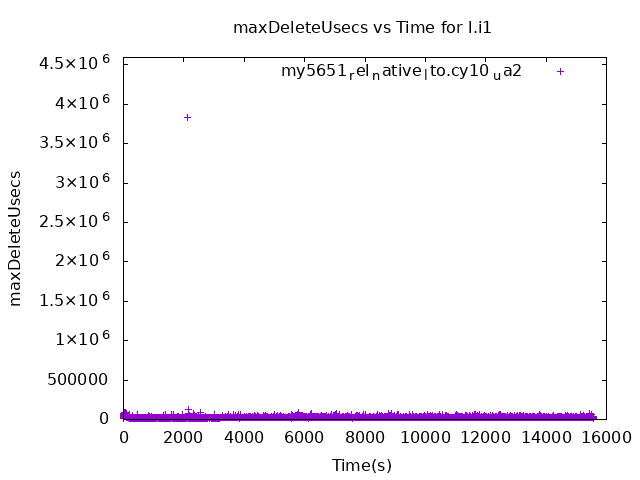 maxDeleteUsecs vs Time for l.i1
my5651relnativelto.cy10ua2
4.5×10^6
4×10^6
3.5×10^6
3×10^6
2.5×10^6
2×10^6
1.5×10^6
1×10^6
500000
0
maxDeleteUsecs
0 2000 4000 6000 8000 10000 12000 14000 16000
Time(s)